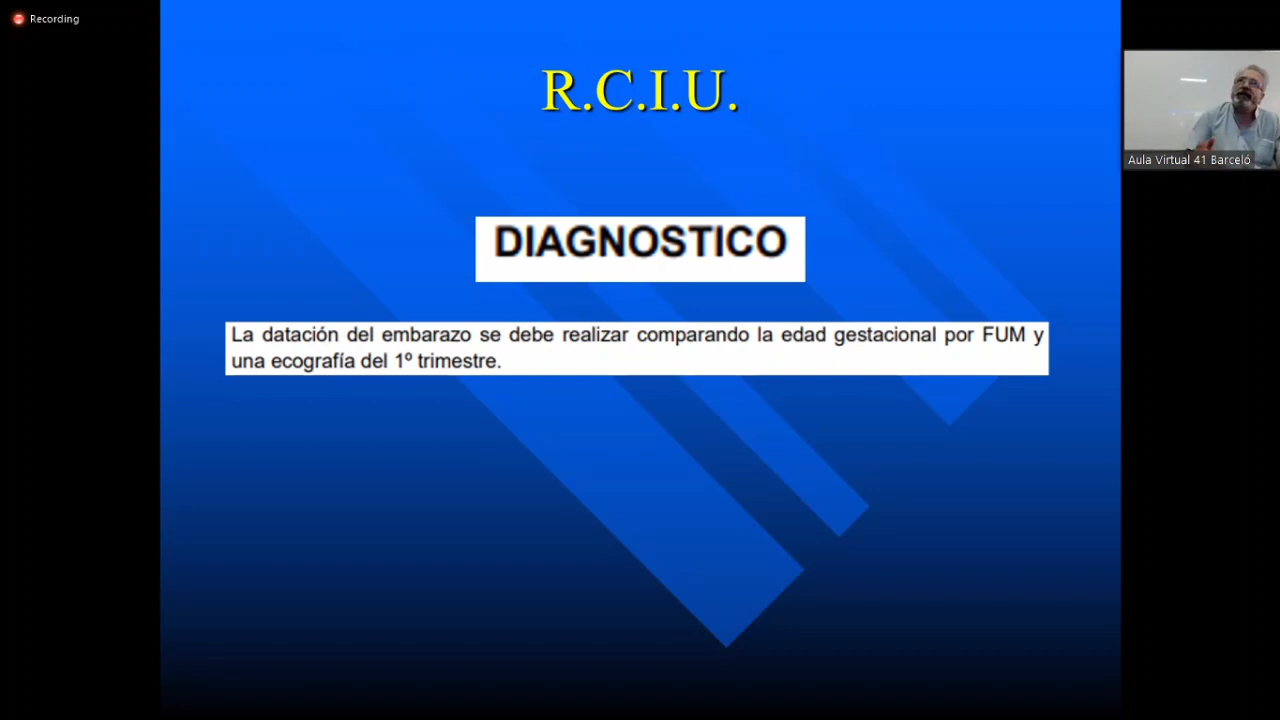 Recording
R.C.I.U.
Aula Virtual 41 Barceló
DIAGNOSTICO
La datación del embarazo se debe realizar comparando la edad gestacional por FUM y
una ecografía del 1º trimestre.